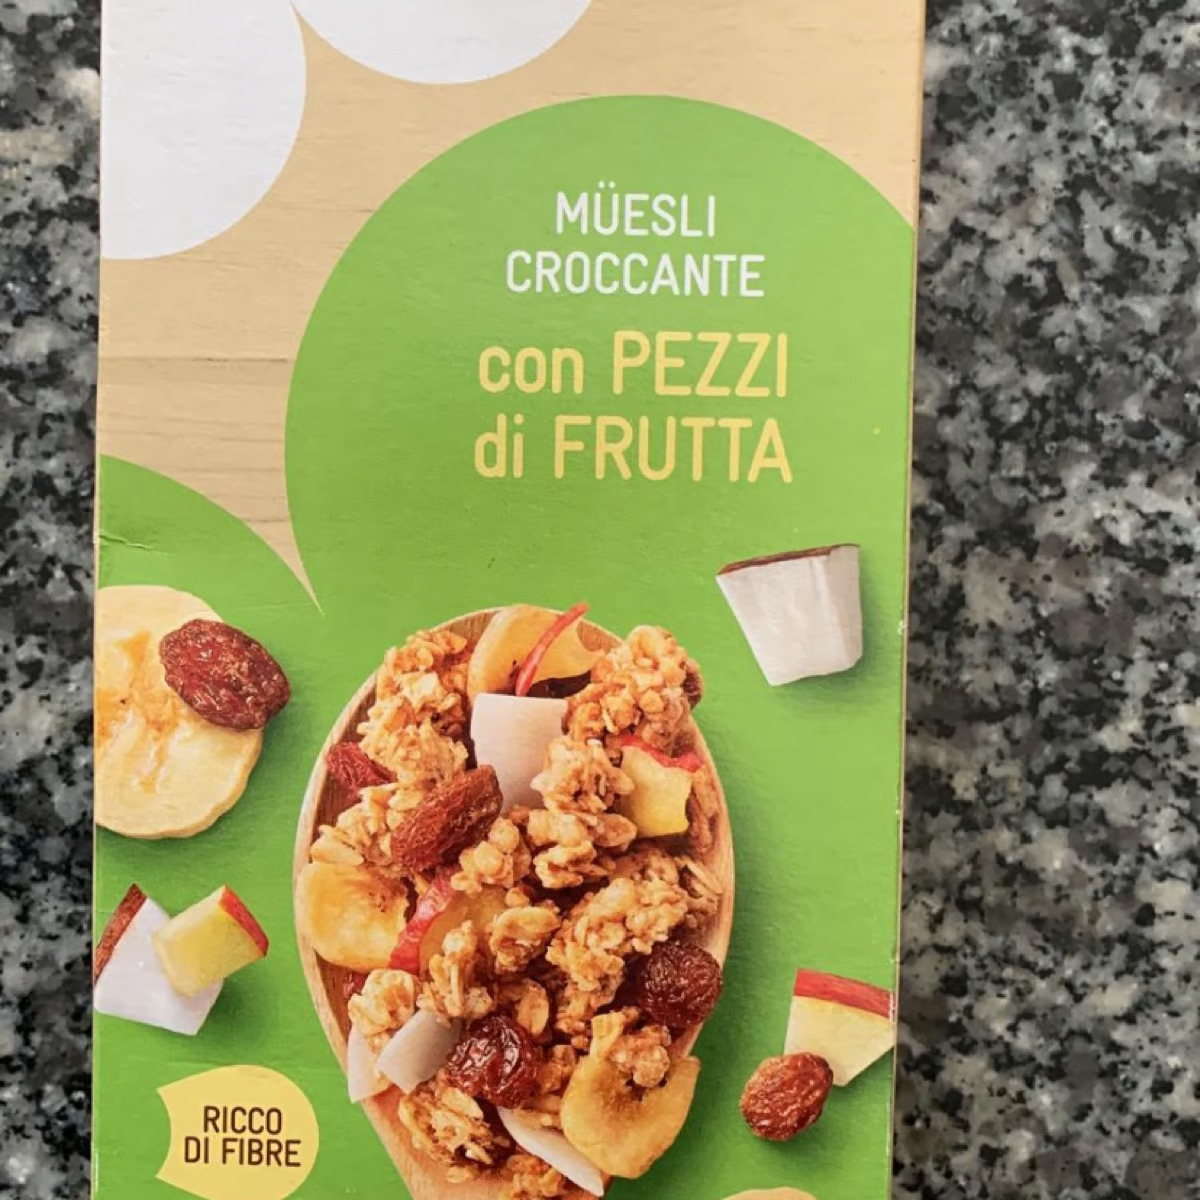 MÜESLI
CROCCANTE
con PEZZI
di FRUTTA
RICCO
DI FIBRE